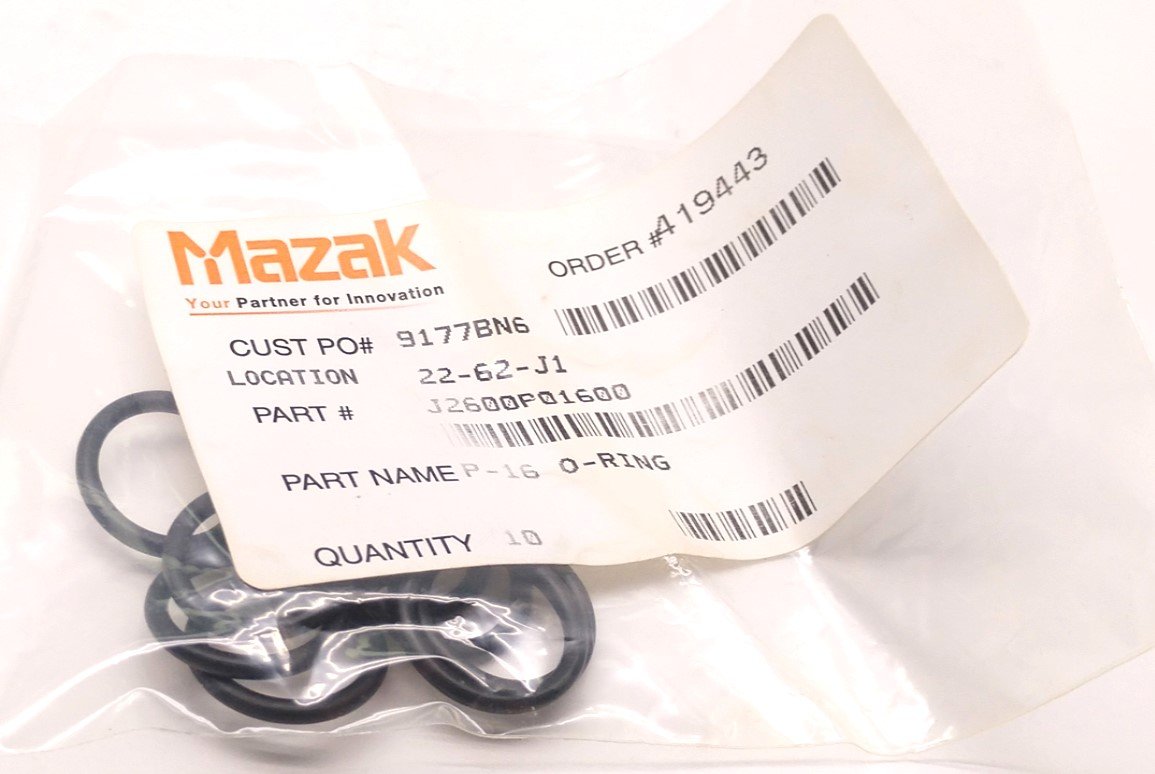 Mazak
Your Partner for Innovation
ORDER #419443
CUST PO# 9177BN6
LOCATION 22-62-J1
PART # J2600P01600
PART NAME P-16 O-RING
QUANTITY 10